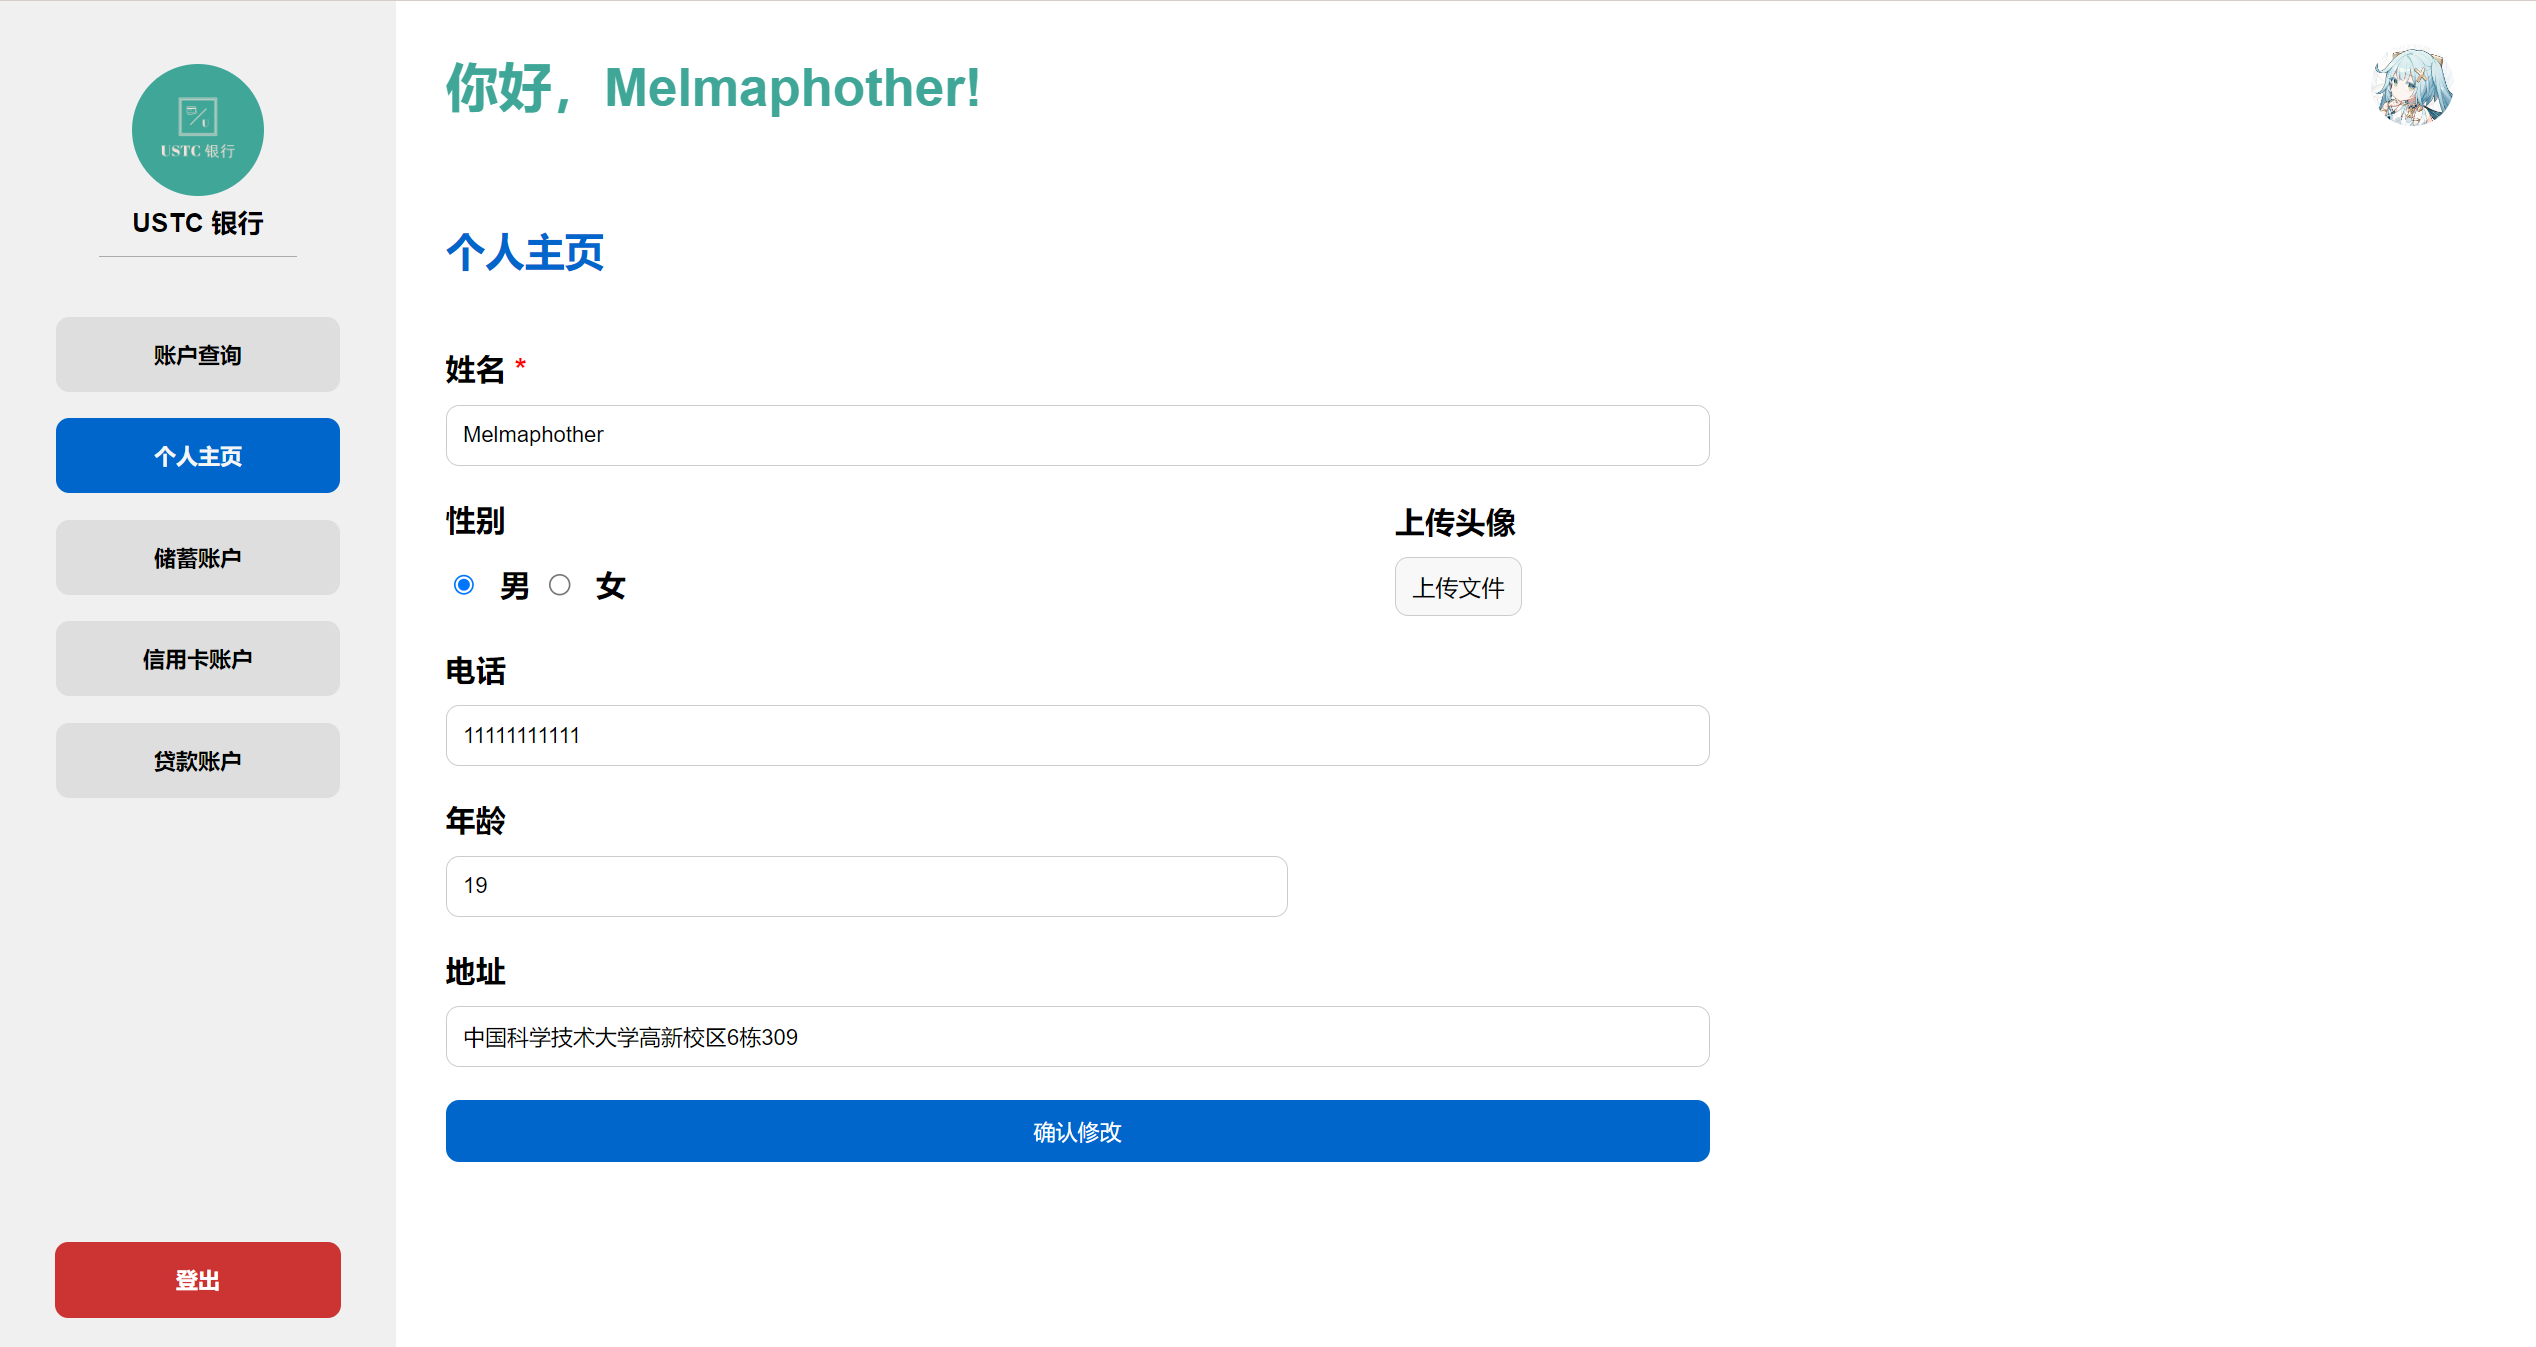 USTC 银行
USTC 银行
账户查询
个人主页
储蓄账户
信用卡账户
贷款账户
登出
你好，Melmaphother!
个人主页
姓名 *
Melmaphother
性别
男 女
上传头像
上传文件
电话
11111111111
年龄
19
地址
中国科学技术大学高新校区6栋309
确认修改